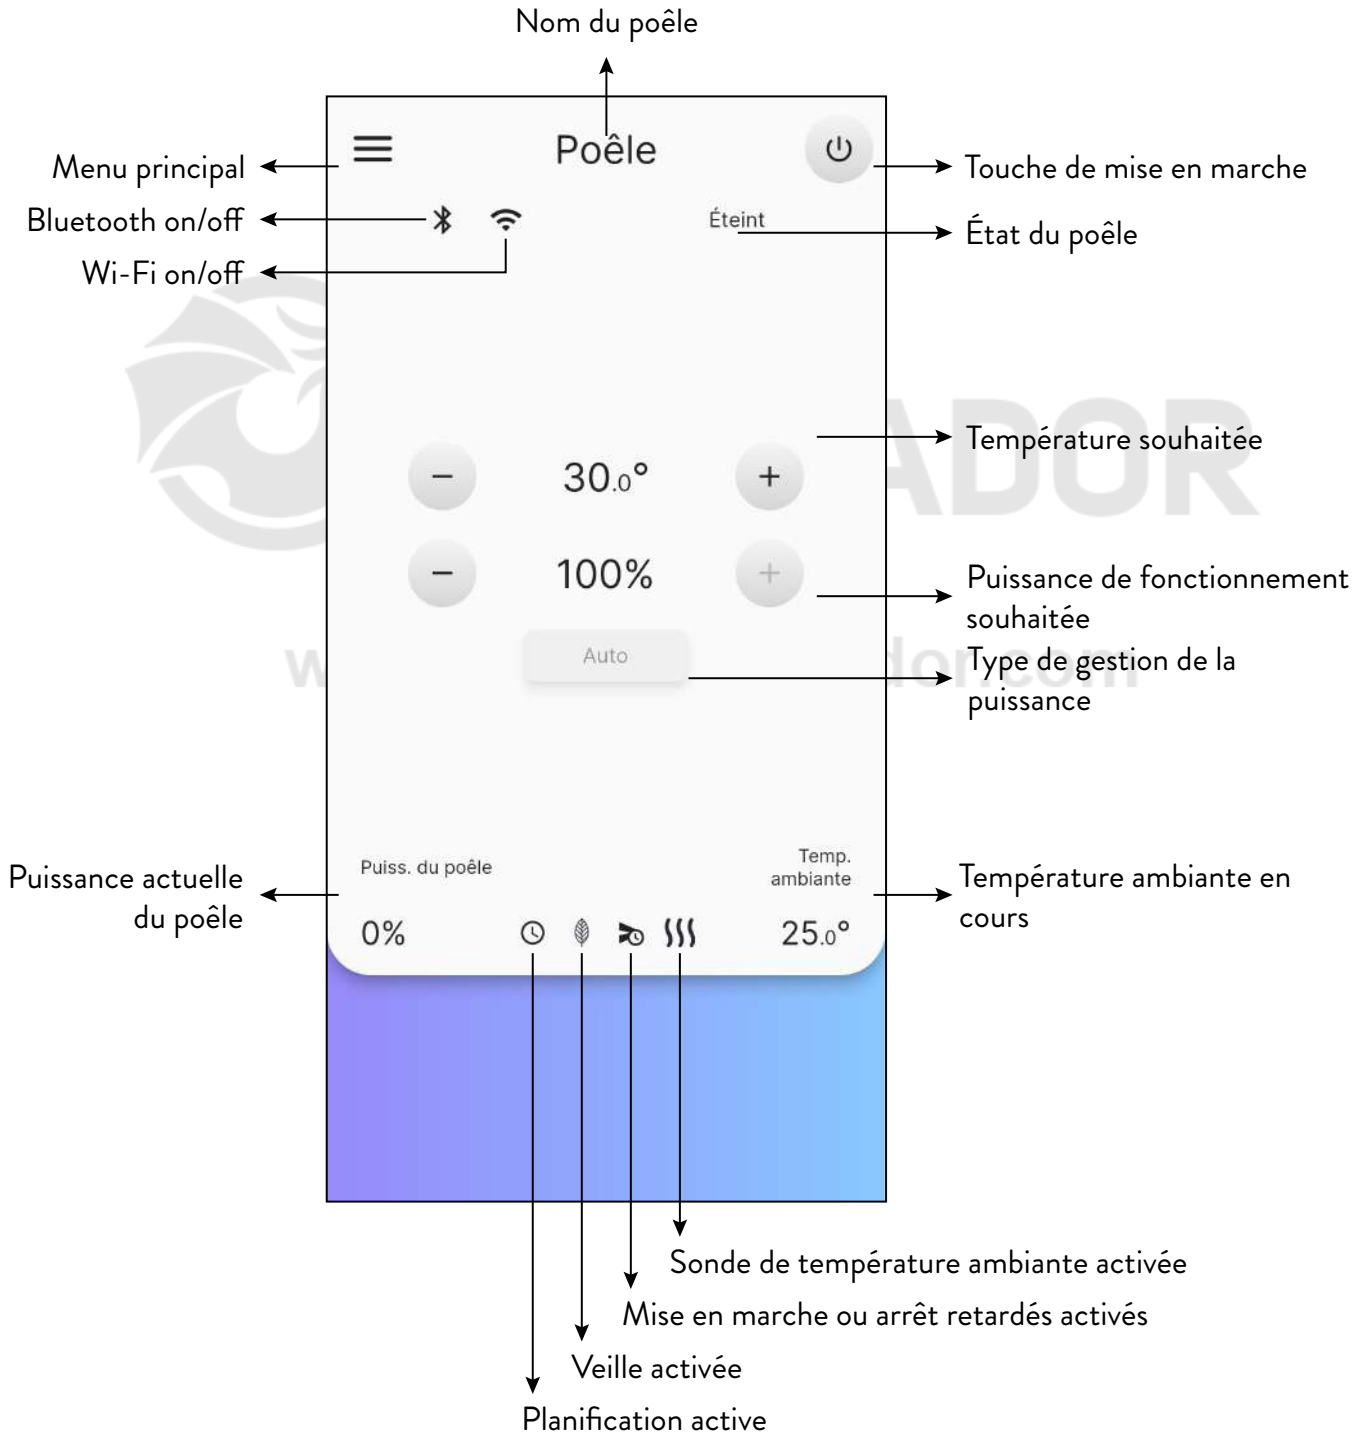 Nom du poêle
Poêle
Menu principal
Touche de mise en marche
Bluetooth on/off
Éteint
État du poêle
Wi-Fi on/off
ADOR
Température souhaitée
30.0°
100%
Puissance de fonctionnement
souhaitée
Auto
w
dor.com
Type de gestion de la
puissance
Puiss. du poêle
Temp.
ambiante
Puissance actuelle
du poêle
Température ambiante en
cours
0%
25.0°
Sonde de température ambiante activée
Mise en marche ou arrêt retardés activés
Veille activée
Planification active